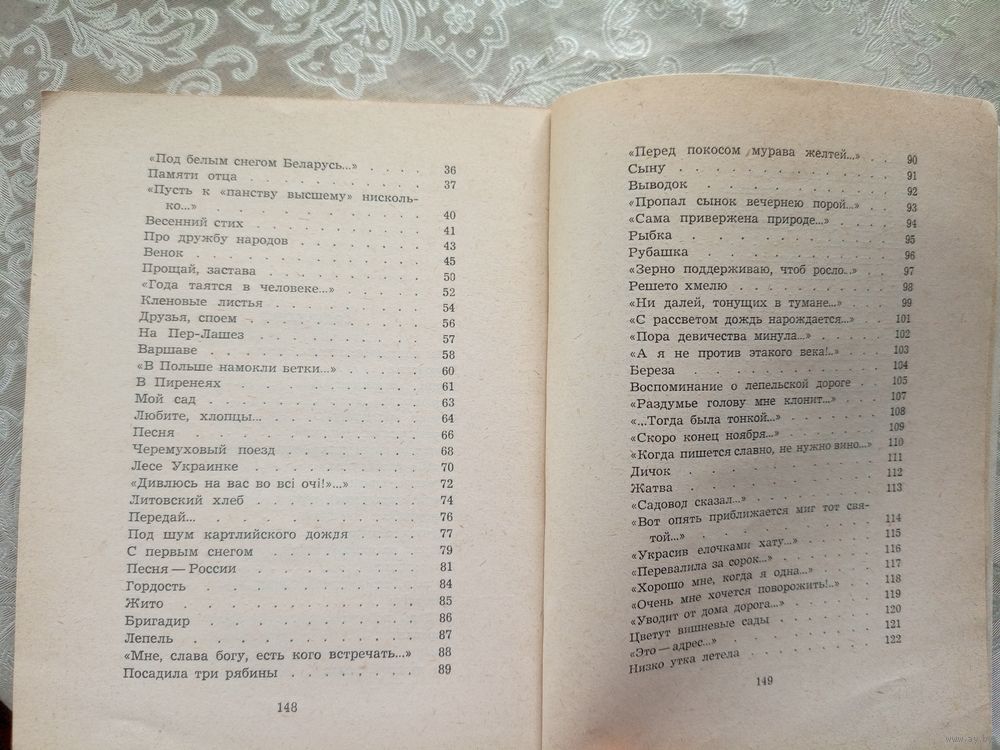 «Под белым снегом Беларусь...» . . . . 36
Памяти отца . . . . . . . . . . 37
«Пусть к «панству высшему» нисколь-
ко...» . . . . . . . . . . . 40
Весенний стих . . . . . . . . . 41
Про дружбу народов . . . . . . . 43
Венок . . . . . . . . . . . . 45
Прощай, застава . . . . . . . . 50
«Года таятся в человеке...» . . . . . 52
Кленовые листья . . . . . . . . 54
Друзья, споем . . . . . . . . . 56
На Пер-Лашез . . . . . . . . . 57
Варшаве . . . . . . . . . . . 58
«В Польше намокли ветки...» . . . . . 60
В Пиренеях . . . . . . . . . . 61
Мой сад . . . . . . . . . . . 63
Любите, хлопцы... . . . . . . . . 64
Песня . . . . . . . . . . . . 66
Черемуховый поезд . . . . . . . 68
Лесе Украинке . . . . . . . . . 70
«Дивлюсь на вас во всі очі!»...» . . . . 72
Литовский хлеб . . . . . . . . . 74
Передай... . . . . . . . . . . . 76
Под шум картлийского дождя . . . . 77
С первым снегом . . . . . . . . 79
Песня — России . . . . . . . . . 81
Гордость . . . . . . . . . . . 84
Жито . . . . . . . . . . . . 85
Бригадир . . . . . . . . . . . 86
Лепель . . . . . . . . . . . 87
«Мне, слава богу, есть кого встречать...» 88
Посадила три рябины . . . . . . . 89
148
«Перед покосом мурава желтей...» . . 90
Сыну . . . . . . . . . . . . 91
Выводок . . . . . . . . . . . 92
«Пропал сынок вечернею порой...» . . 93
«Сама привержена природе...» . . . . 94
Рыбка . . . . . . . . . . . . 95
Рубашка . . . . . . . . . . . 96
«Зерно поддерживаю, чтоб росло...» . . 97
Решето хмелю . . . . . . . . . 98
«Ни далей, тонущих в тумане...» . . . 99
«С рассветом дождь нарождается...» . . 101
«Пора девичества минула...» . . . . . 102
«А я не против этакого века!..» . . . 103
Береза . . . . . . . . . . . 104
Воспоминание о лепельской дороге . . 105
«Раздумье голову мне клонит...» . . . 107
«...Тогда была тонкой...» . . . . . . 108
«Скоро конец ноября...» . . . . . . 109
«Когда пишется славно, не нужно вино...» 110
Дичок . . . . . . . . . . . . 111
Жатва . . . . . . . . . . . . 112
«Садовод сказал...» . . . . . . . . 113
«Вот опять приближается миг тот свя-
той...» . . . . . . . . . . . 114
«Украсив елочками хату...» . . . . . 115
«Перевалила за сорок...» . . . . . . 116
«Хорошо мне, когда я одна...» . . . . 117
«Очень мне хочется поворожить!..» . . 118
«Уводит от дома дорога...» . . . . . 119
Цветут вишневые сады . . . . . . 120
«Это — адрес...» . . . . . . . . . 121
Низко утка летела . . . . . . . . 122
149
www.ay.by